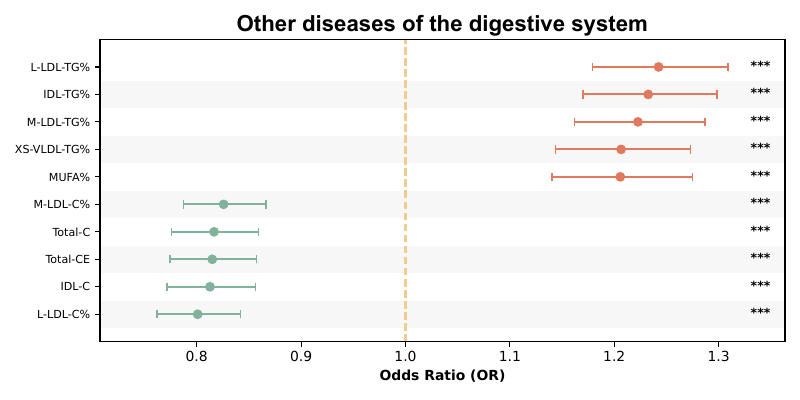 Other diseases of the digestive system
L-LDL-TG% ***
IDL-TG% ***
M-LDL-TG% ***
XS-VLDL-TG% ***
MUFA% ***
M-LDL-C% ***
Total-C ***
Total-CE ***
IDL-C ***
L-LDL-C% ***
0.8 0.9 1.0 1.1 1.2 1.3
Odds Ratio (OR)